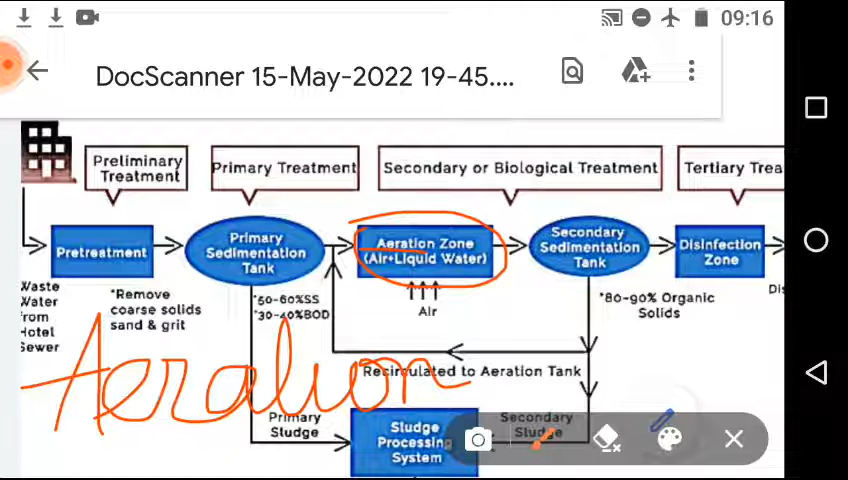 09:16
DocScanner 15-May-2022 19-45....
Preliminary
Treatment
Primary Treatment
Secondary or Biological Treatment
Tertiary Trea
Pretreatment
Primary
Sedimentation
Tank
Aeration Zone
(Air+Liquid Water)
Secondary
Sedimentation
Tank
Disinfection
Zone
Waste
Water
from
Hotel
Sewer
*Remove
coarse solids
sand & grit
*50-60%SS
*30-40%BOD
Air
*80-90% Organic
Solids
Dis
Aeration
Recirculated to Aeration Tank
Primary
Sludge
Sludge
Processing
System
Secondary
Sludge